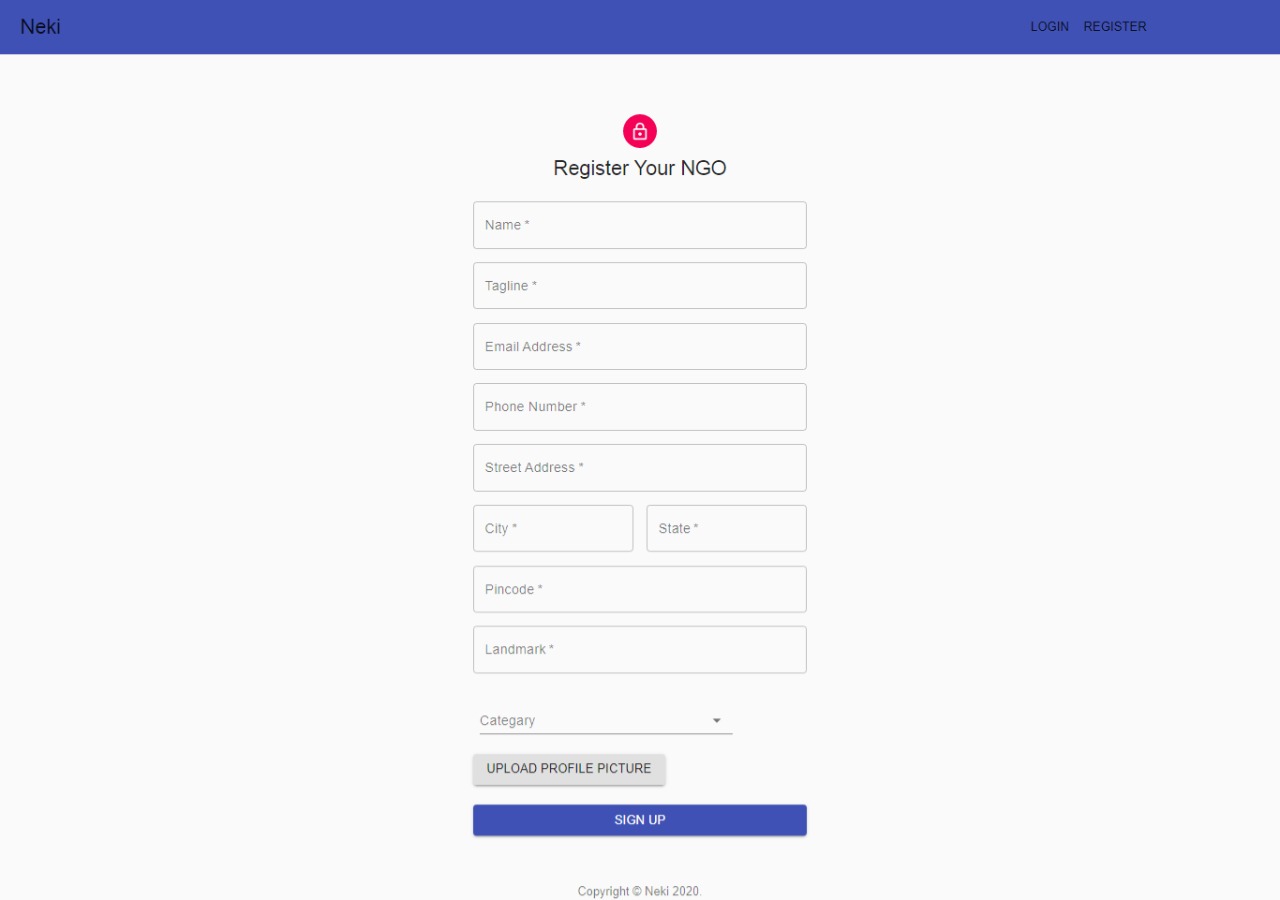 Neki
LOGIN REGISTER
Register Your NGO
Name *
Tagline *
Email Address *
Phone Number *
Street Address *
City * State *
Pincode *
Landmark *
Categary
UPLOAD PROFILE PICTURE
SIGN UP
Copyright © Neki 2020.